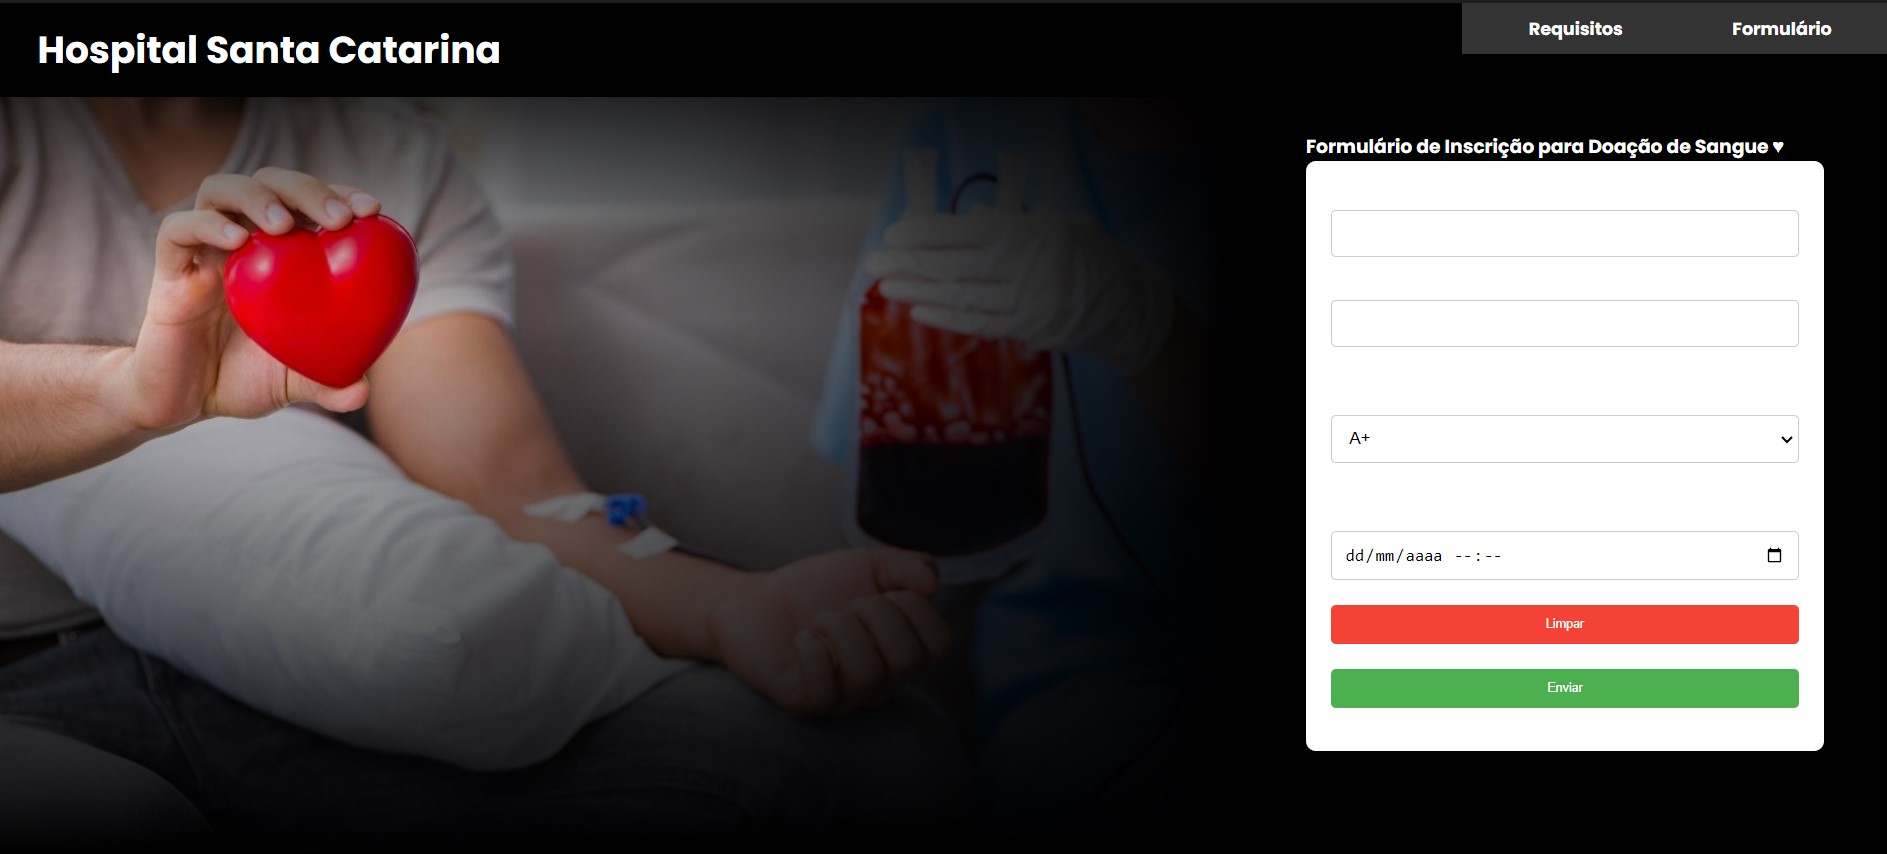 Hospital Santa Catarina
Requisitos
Formulário
Formulário de Inscrição para Doação de Sangue ♥
A+
dd/mm/aaaa --:--
Limpar
Enviar